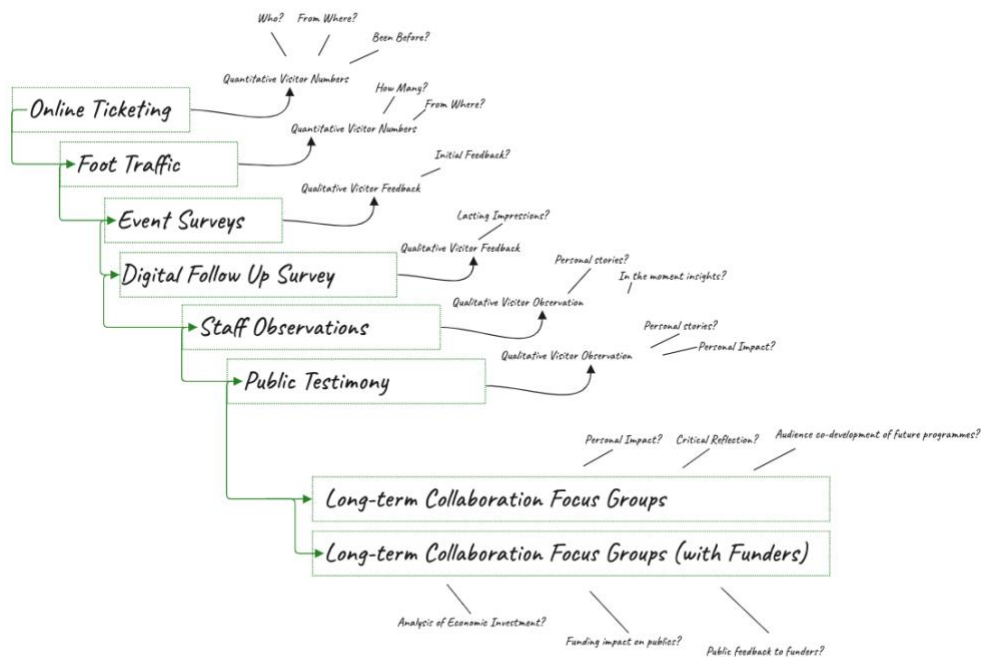 Who?
From Where?
Been Before?
Quantitative Visitor Numbers
Online Ticketing
How Many?
From Where?
Quantitative Visitor Numbers
Foot Traffic
Initial Feedback?
Qualitative Visitor Feedback
Event Surveys
Lasting Impressions?
Qualitative Visitor Feedback
Digital Follow Up Survey
Personal stories?
In the moment insights?
Qualitative Visitor Observation
Staff Observations
Personal stories?
Personal Impact?
Qualitative Visitor Observation
Public Testimony
Personal Impact?
Critical Reflection?
Audience co-development of future programmes?
Long-term Collaboration Focus Groups
Long-term Collaboration Focus Groups (with Funders)
Analysis of Economic Investment?
Funding impact on publics?
Public feedback to funders?